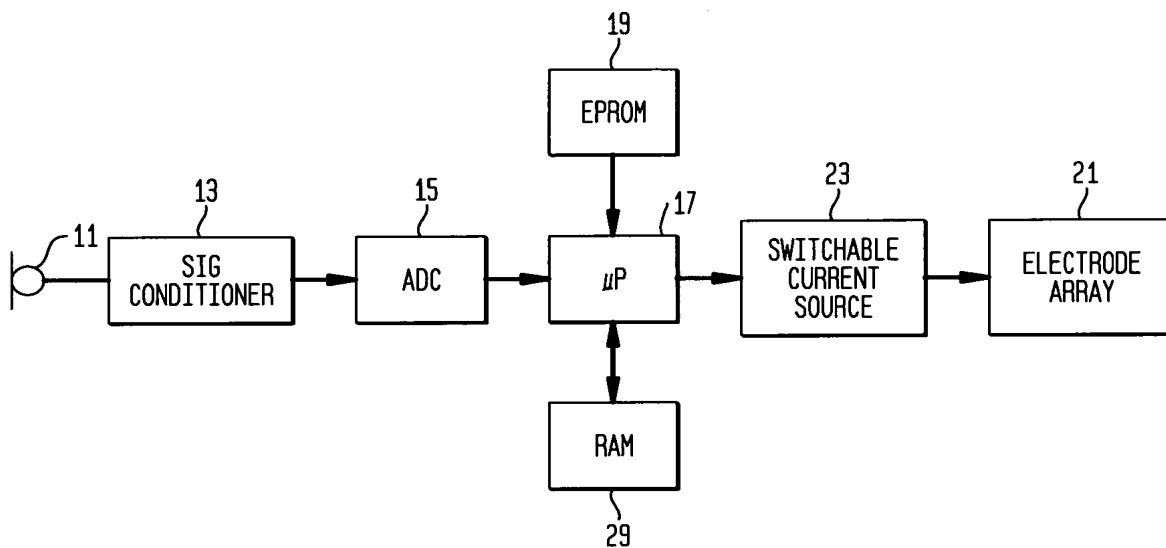 19
EPROM
11
13
SIG
CONDITIONER
15
ADC
17
µP
23
SWITCHABLE
CURRENT
SOURCE
21
ELECTRODE
ARRAY
RAM
29